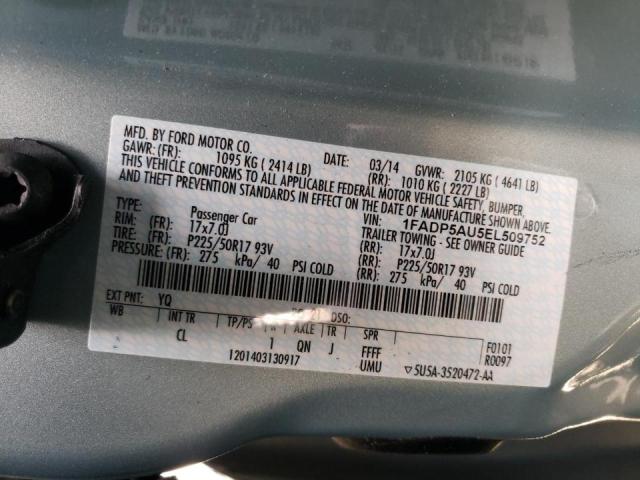 MFD. BY FORD MOTOR CO.
DATE: 03/14 GVWR: 2105 KG ( 4641 LB)
GAWR: (FR): 1095 KG ( 2414 LB) (RR): 1010 KG ( 2227 LB)
THIS VEHICLE CONFORMS TO ALL APPLICABLE FEDERAL MOTOR VEHICLE SAFETY, BUMPER,
AND THEFT PREVENTION STANDARDS IN EFFECT ON THE DATE OF MANUFACTURE SHOWN ABOVE.
VIN: 1FADP5AU5EL509752
TYPE: Passenger Car TRAILER TOWING - SEE OWNER GUIDE
RIM: (FR): 17x7.0J (RR): 17x7.0J
TIRE: (FR): P225/50R17 93V (RR): P225/50R17 93V
PRESSURE: (FR): 275 kPa/ 40 PSI COLD (RR): 275 kPa/ 40 PSI COLD
EXT PNT: YQ DSO:
WB INT TR TP/PS R AXLE TR SPR
CL 1 QN J FFFF F0101
UMU R0097
1201403130917 ▽5U5A-3520472-AA